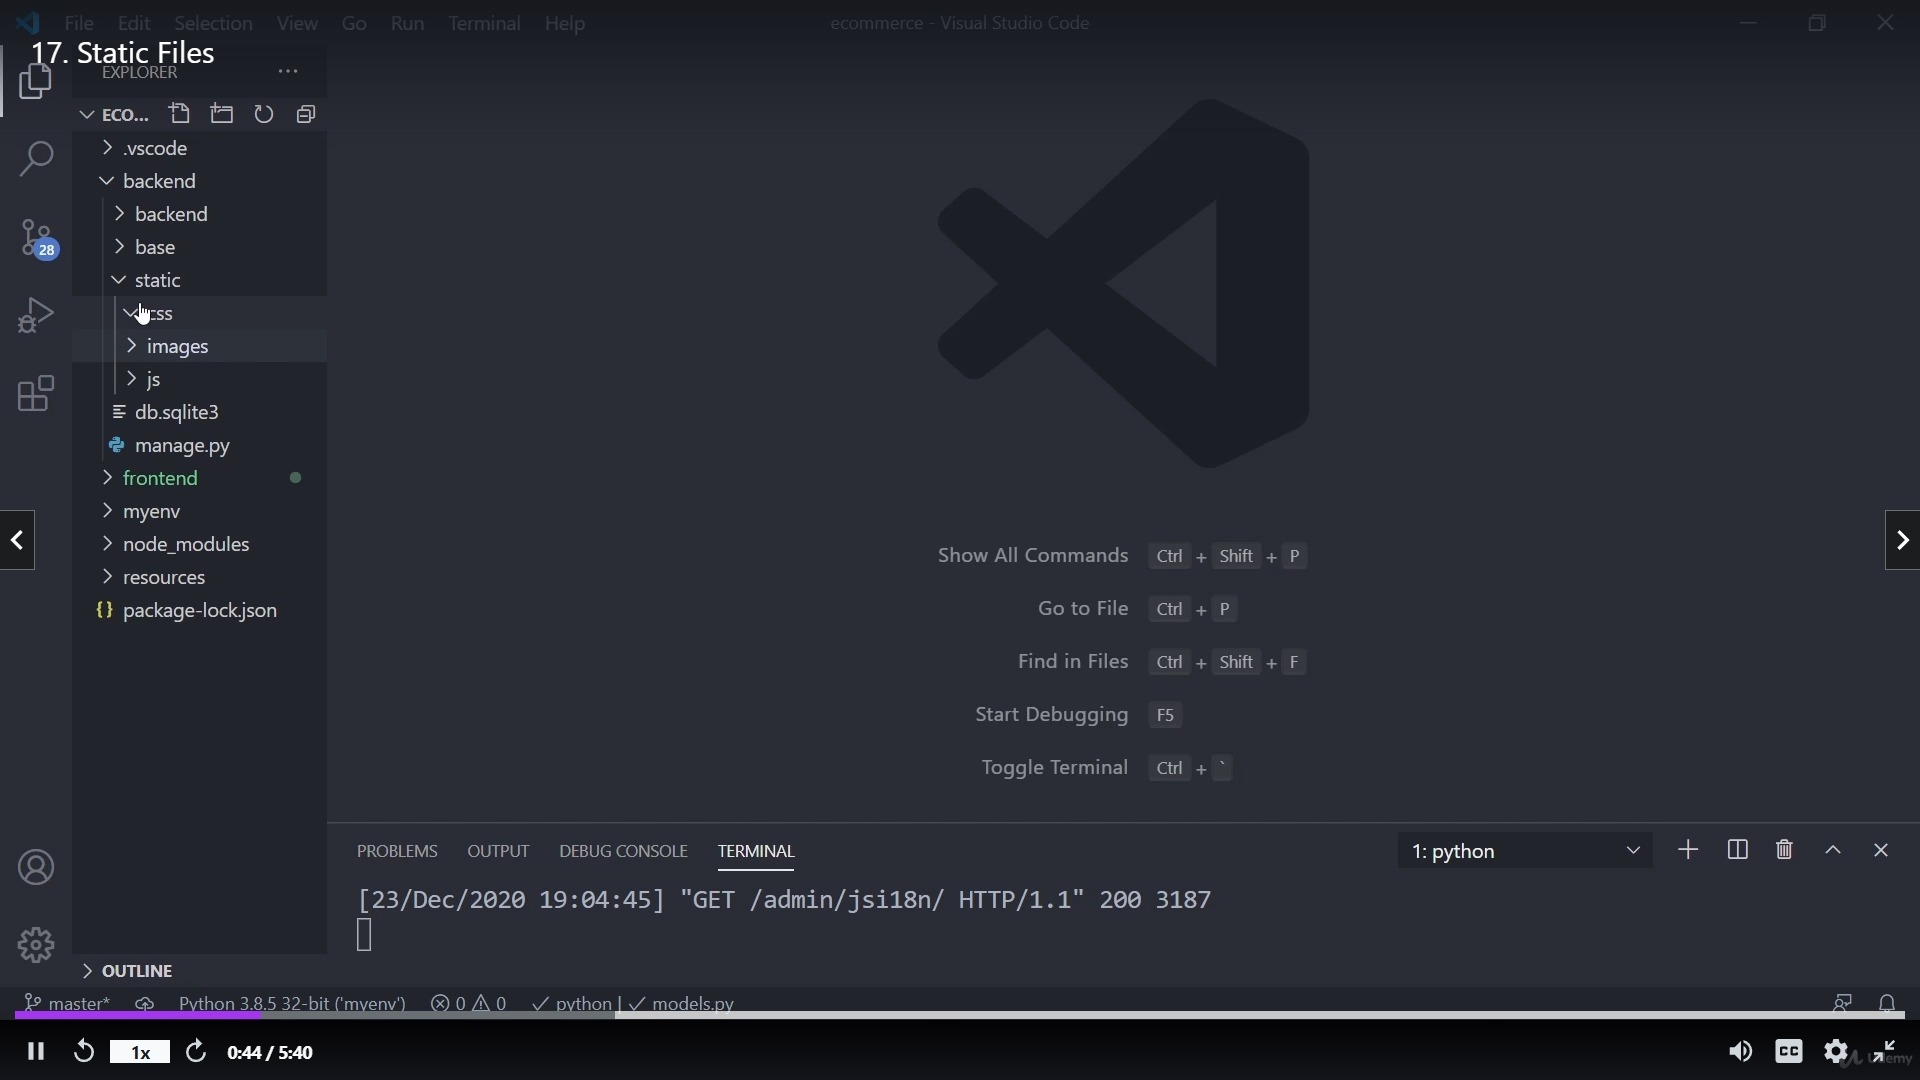 File Edit Selection View Go Run Terminal Help
ecommerce - Visual Studio Code
17. Static Files
EXPLORER
ECO...
.vscode
backend
backend
base
28
static
css
images
js
db.sqlite3
manage.py
frontend
myenv
node_modules
resources
{} package-lock.json
Show All Commands Ctrl + Shift + P
Go to File Ctrl + P
Find in Files Ctrl + Shift + F
Start Debugging F5
Toggle Terminal Ctrl + `
PROBLEMS OUTPUT DEBUG CONSOLE TERMINAL
1: python
[23/Dec/2020 19:04:45] "GET /admin/jsi18n/ HTTP/1.1" 200 3187
OUTLINE
master* Python 3.8.5 32-bit ('myenv') 0 0 python | models.py
1x 0:44 / 5:40
CC
Udemy